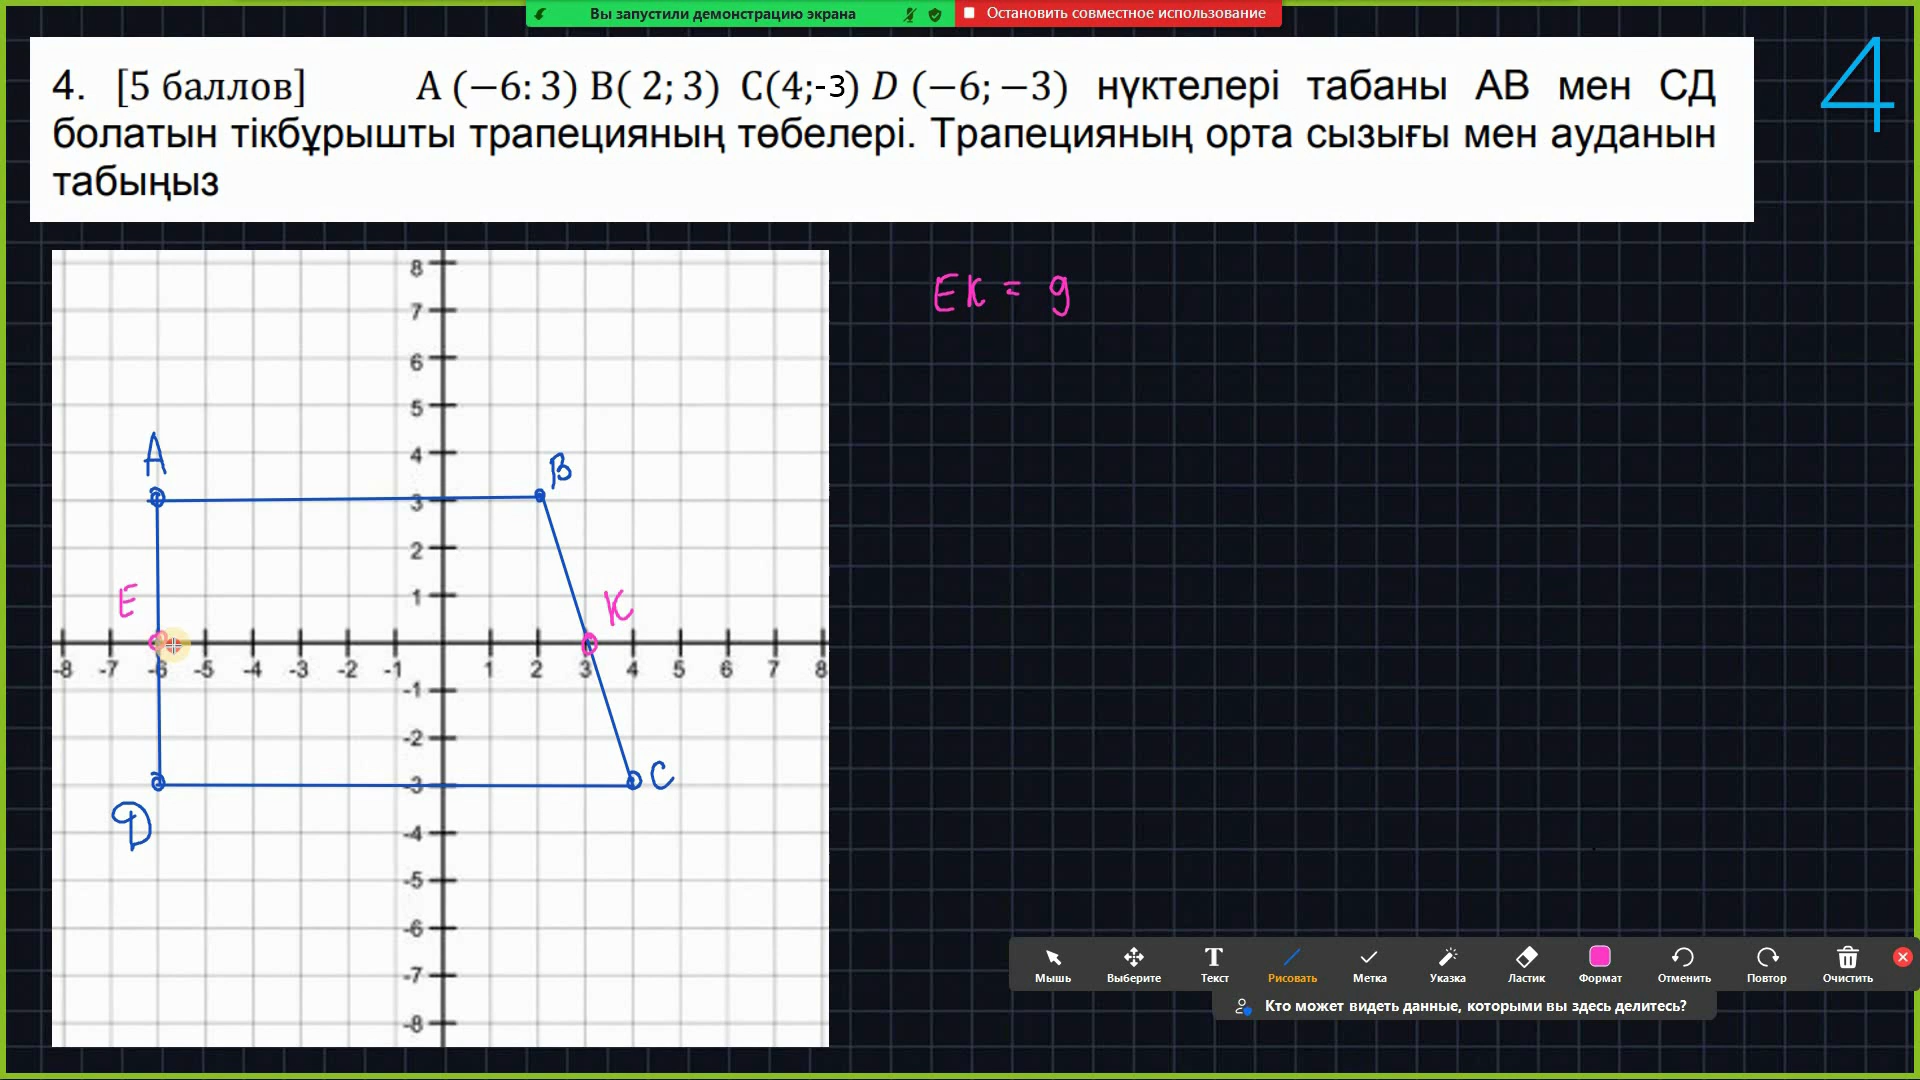 Вы запустили демонстрацию экрана
Остановить совместное использование
4. [5 баллов] A (−6: 3) B( 2; 3) C(4;-3) D (−6; −3) нүктелері табаны АВ мен СД
болатын тікбұрышты трапецияның төбелері. Трапецияның орта сызығы мен ауданын
табыңыз
4
EK = 9
8
7
6
5
4
3
2
1
A
B
E
K
-8 -7 -6 -5 -4 -3 -2 -1 1 2 3 4 5 6 7 8
-1
-2
-3
-4
-5
-6
-7
-8
C
D
Мышь Выберите Текст Рисовать Метка Указка Ластик Формат Отменить Повтор Очистить
Кто может видеть данные, которыми вы здесь делитесь?